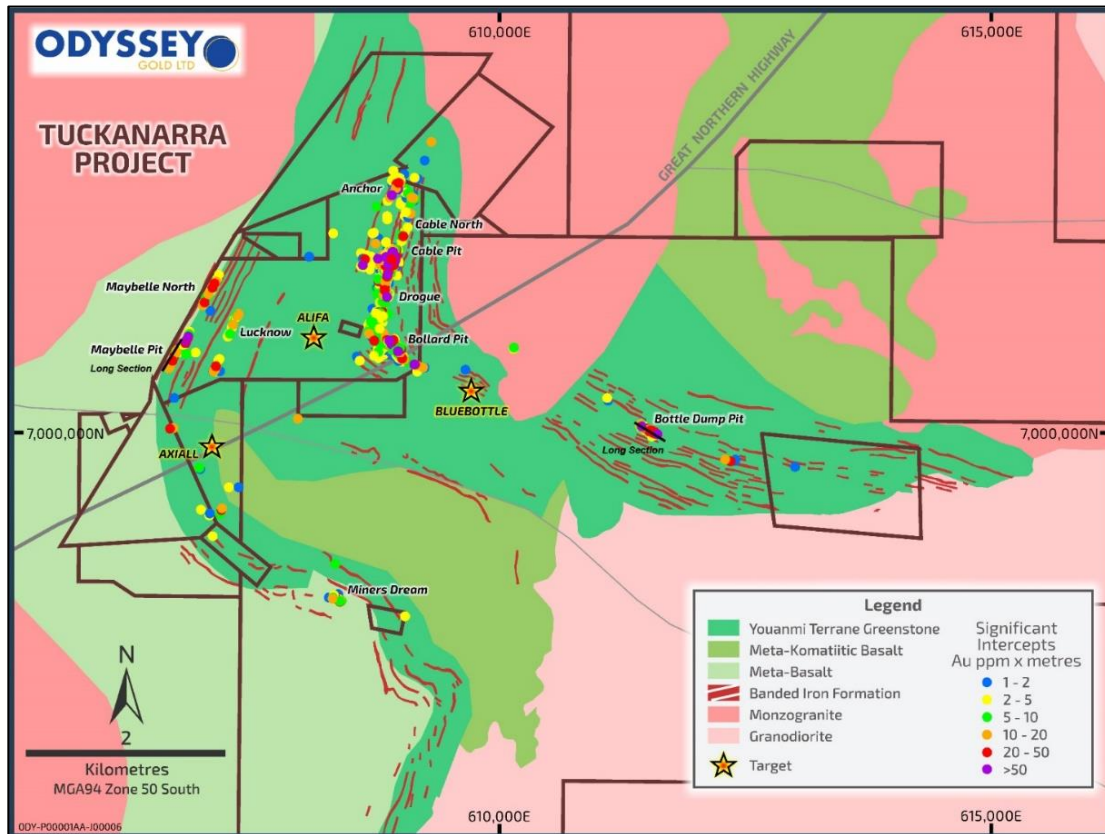 ODYSSEY
GOLD LTD
TUCKANARRA
PROJECT
610,000E
615,000E
GREAT NORTHERN HIGHWAY
Anchor
Cable North
Cable Pit
Maybelle North
Drogue
ALIFA
Lucknow
Bollard Pit
Maybelle Pit
Long Section
BLUEBOTTLE
Bottle Dump Pit
7,000,000N
7,000,000N
Long Section
AXIALL
Miners Dream
Legend
Youanmi Terrane Greenstone
Meta-Komatiitic Basalt
Meta-Basalt
Banded Iron Formation
Monzogranite
Granodiorite
Target
Significant
Intercepts
Au ppm x metres
1 - 2
2 - 5
5 - 10
10 - 20
20 - 50
>50
N
2
Kilometres
MGA94 Zone 50 South
ODY-P00001AA-J00006
610,000E
615,000E